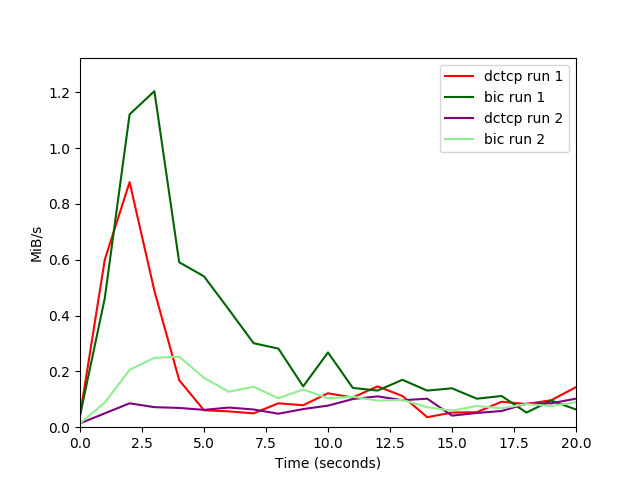 dctcp run 1
bic run 1
dctcp run 2
bic run 2
MiB/s
1.2
1.0
0.8
0.6
0.4
0.2
0.0
0.0 2.5 5.0 7.5 10.0 12.5 15.0 17.5 20.0
Time (seconds)